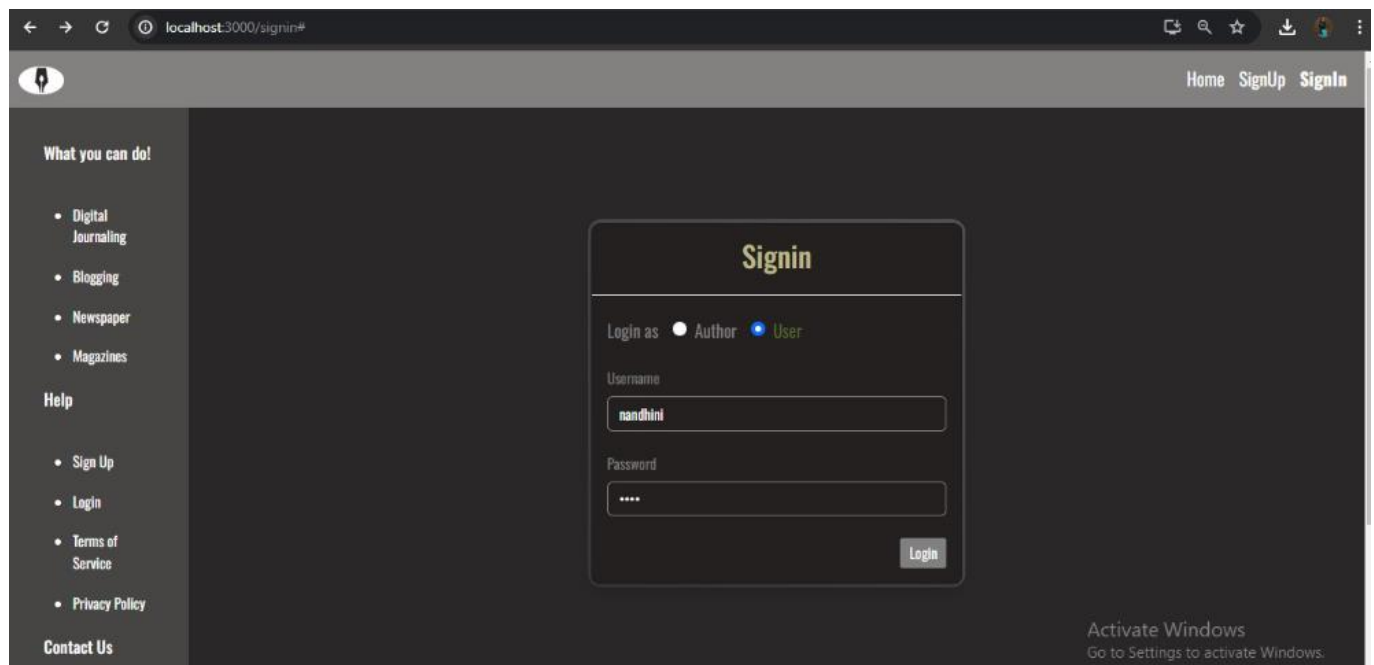 localhost:3000/signin#
Home SignUp SignIn
What you can do!
• Digital
Journaling
• Blogging
• Newspaper
• Magazines
Help
• Sign Up
• Login
• Terms of
Service
• Privacy Policy
Contact Us
Signin
Login as Author User
Username
nandhini
Password
••••
Login
Activate Windows
Go to Settings to activate Windows.